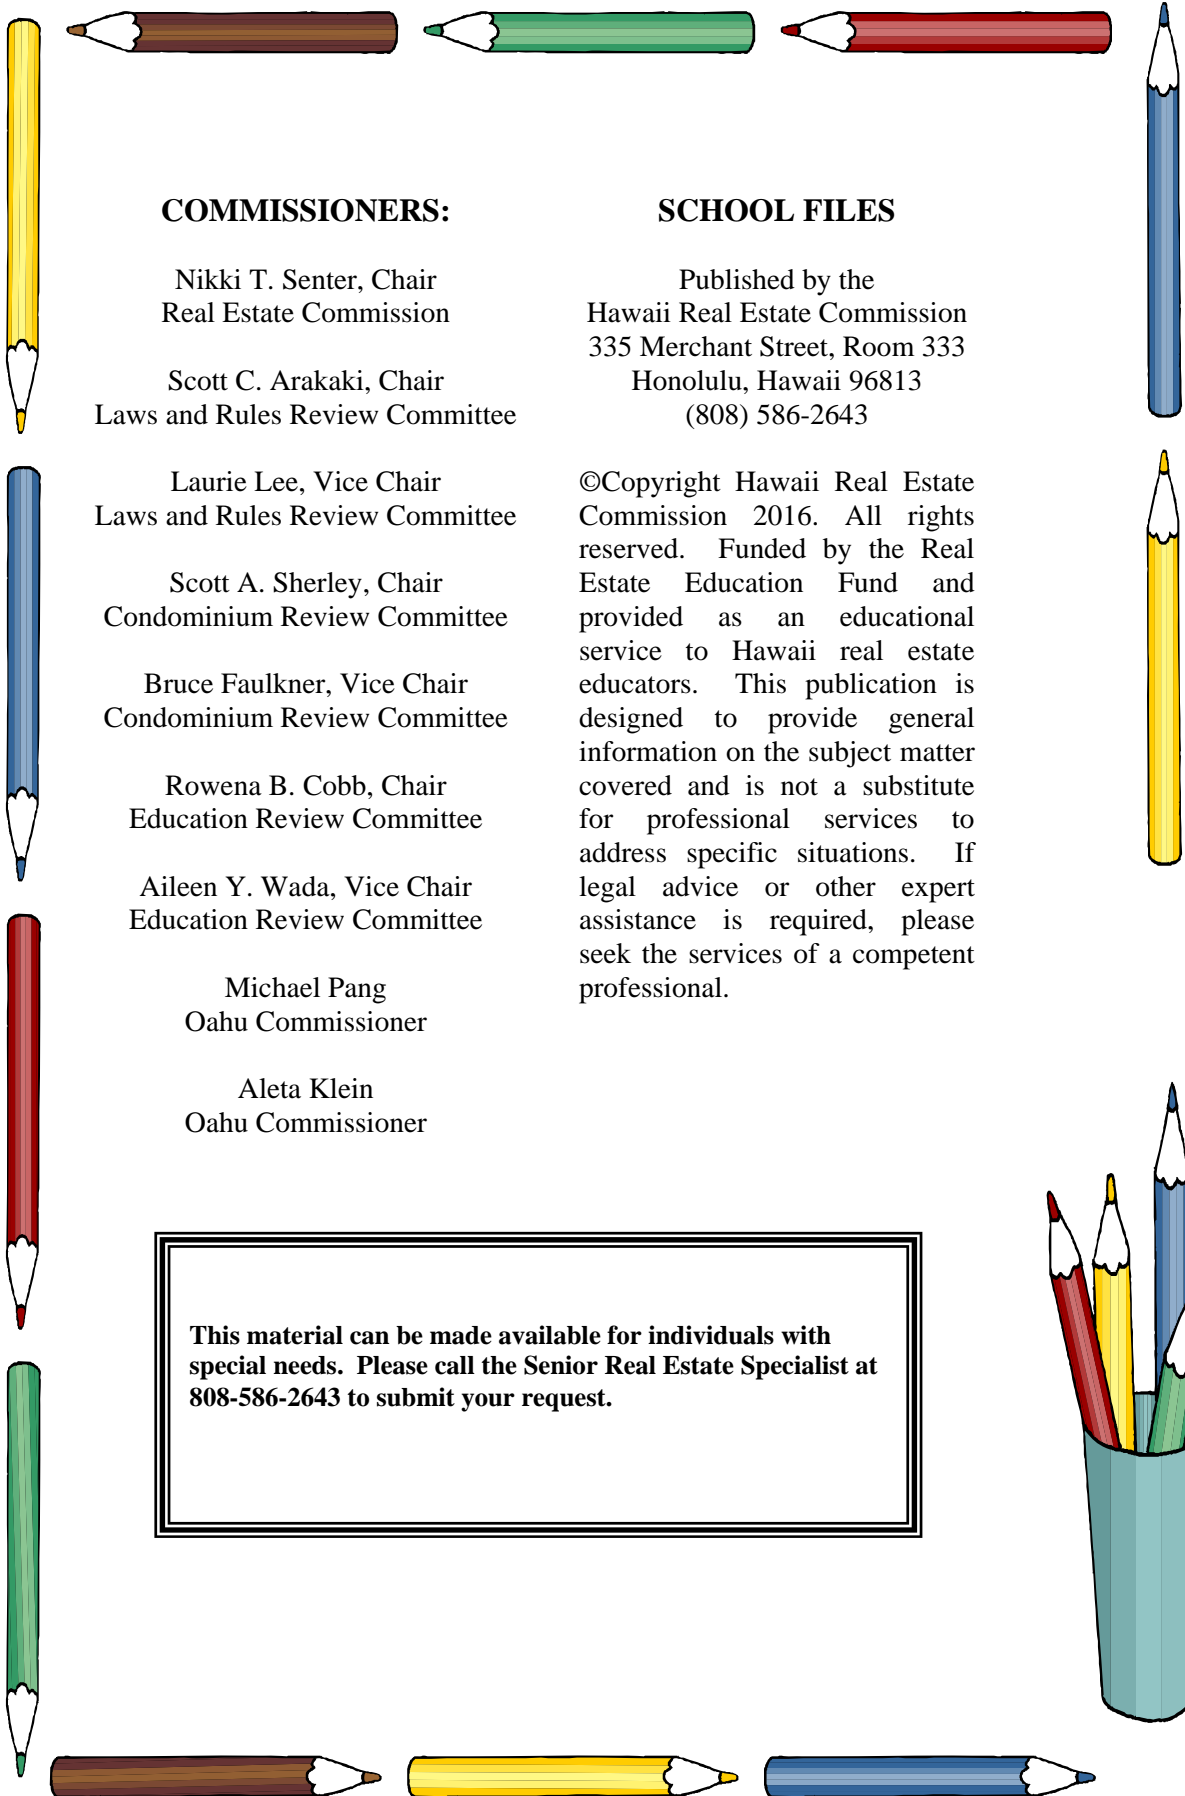 COMMISSIONERS:
Nikki T. Senter, Chair
Real Estate Commission
Scott C. Arakaki, Chair
Laws and Rules Review Committee
Laurie Lee, Vice Chair
Laws and Rules Review Committee
Scott A. Sherley, Chair
Condominium Review Committee
Bruce Faulkner, Vice Chair
Condominium Review Committee
Rowena B. Cobb, Chair
Education Review Committee
Aileen Y. Wada, Vice Chair
Education Review Committee
Michael Pang
Oahu Commissioner
Aleta Klein
Oahu Commissioner
SCHOOL FILES
Published by the
Hawaii Real Estate Commission
335 Merchant Street, Room 333
Honolulu, Hawaii 96813
(808) 586-2643
©Copyright Hawaii Real Estate
Commission 2016. All rights
reserved. Funded by the Real
Estate Education Fund and
provided as an educational
service to Hawaii real estate
educators. This publication is
designed to provide general
information on the subject matter
covered and is not a substitute
for professional services to
address specific situations. If
legal advice or other expert
assistance is required, please
seek the services of a competent
professional.
This material can be made available for individuals with
special needs. Please call the Senior Real Estate Specialist at
808-586-2643 to submit your request.